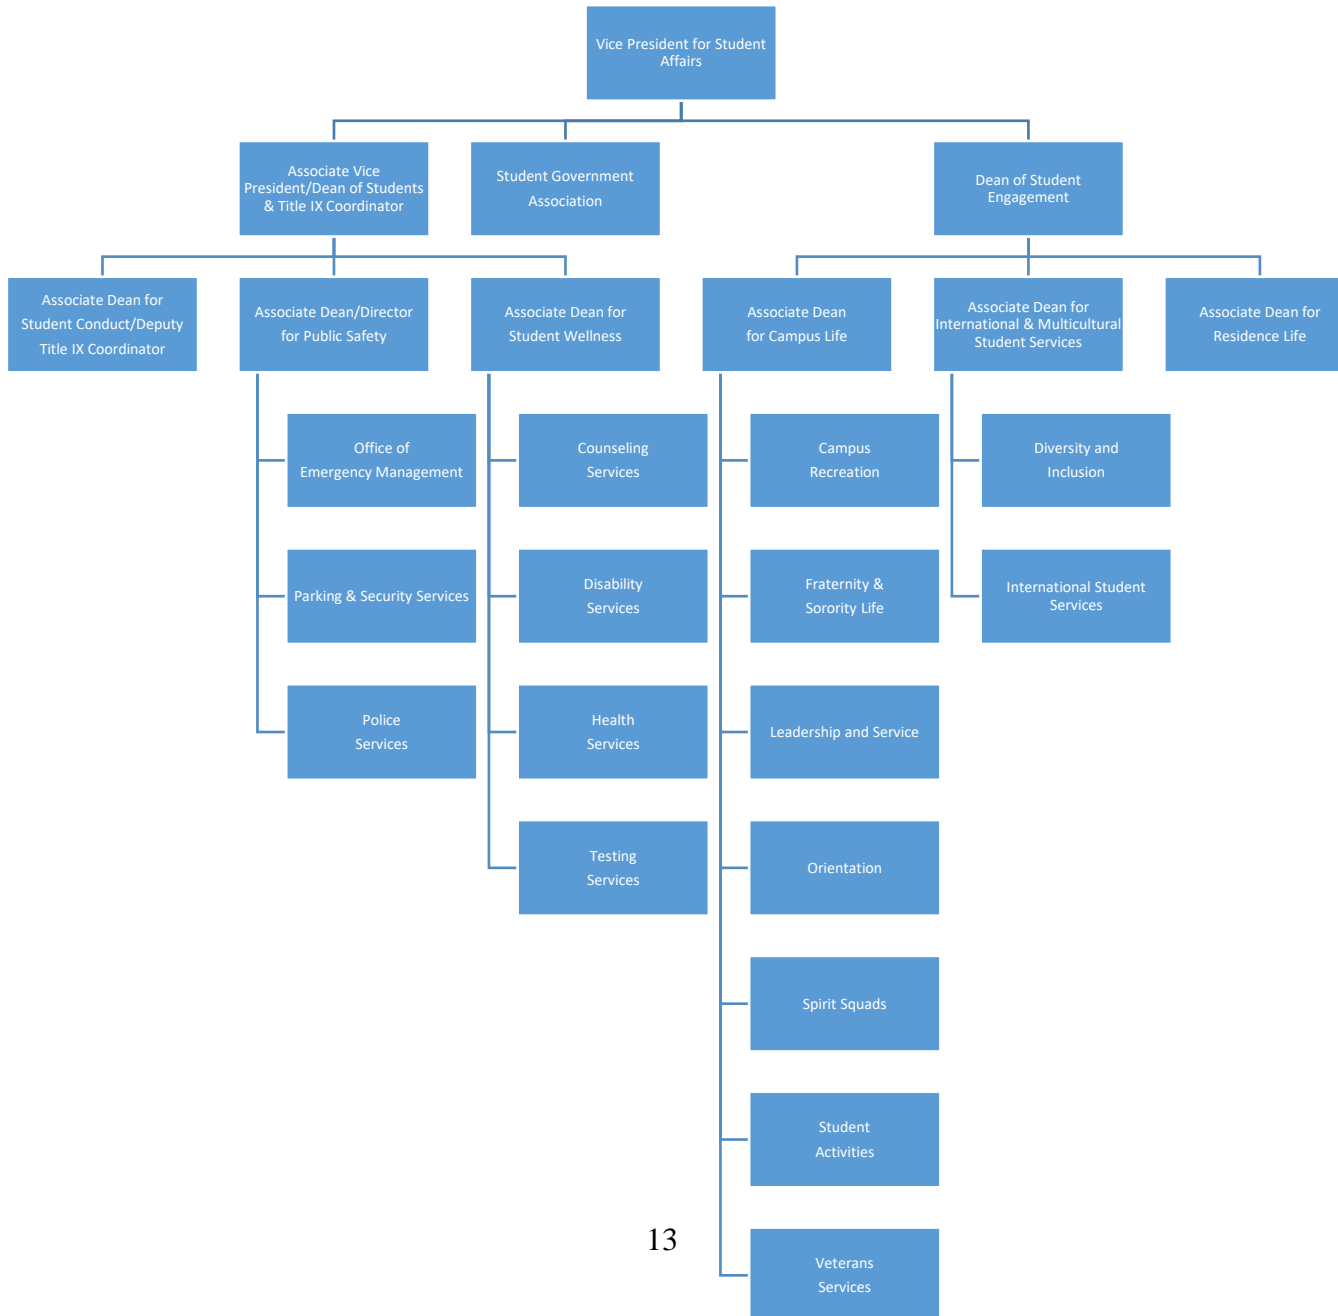 Vice President for Student
Affairs
Associate Vice
President/Dean of Students
& Title IX Coordinator
Student Government
Association
Dean of Student
Engagement
Associate Dean for
Student Conduct/Deputy
Title IX Coordinator
Associate Dean/Director
for Public Safety
Associate Dean for
Student Wellness
Associate Dean
for Campus Life
Associate Dean for
International & Multicultural
Student Services
Associate Dean for
Residence Life
Office of
Emergency Management
Counseling
Services
Campus
Recreation
Diversity and
Inclusion
Parking & Security Services
Disability
Services
Fraternity &
Sorority Life
International Student
Services
Police
Services
Health
Services
Leadership and Service
Testing
Services
Orientation
Spirit Squads
Student
Activities
13
Veterans
Services